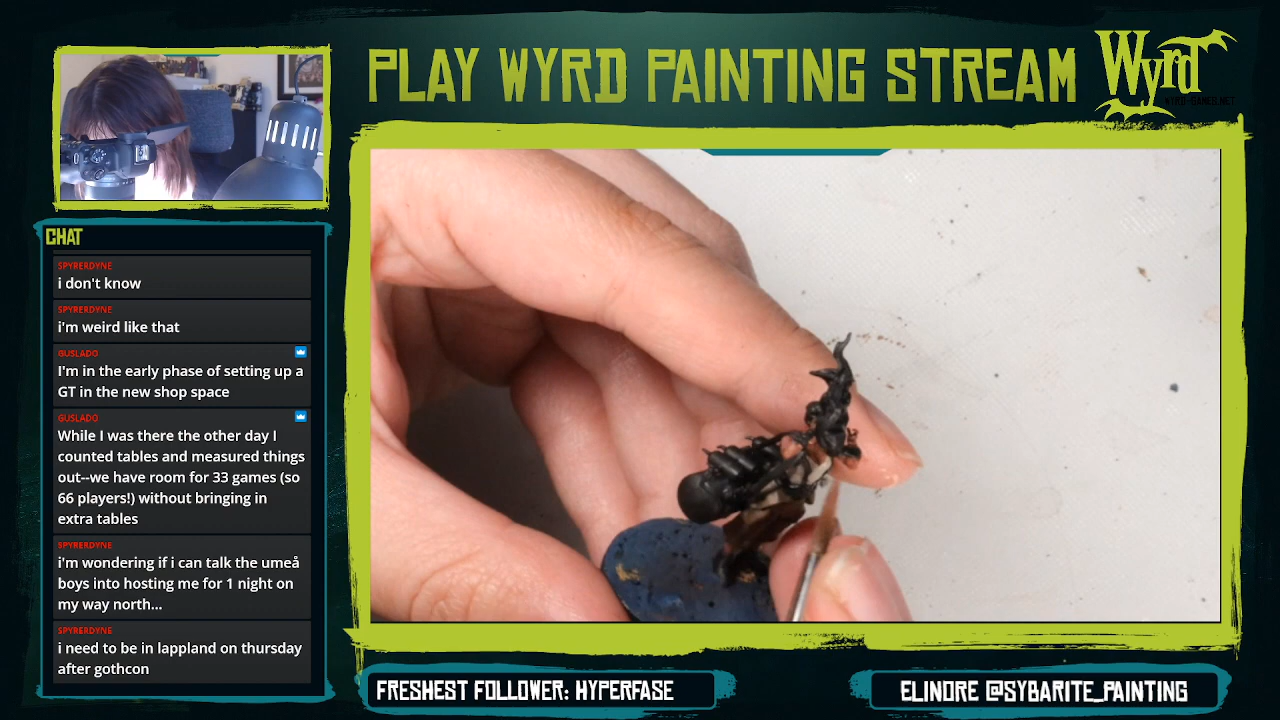 PLAY WYRD PAINTING STREAM
Wyrd
WYRD-GAMES.NET
CHAT
SPYRERDYNE
i don't know
SPYRERDYNE
i'm weird like that
GUSLADO
I'm in the early phase of setting up a
GT in the new shop space
GUSLADO
While I was there the other day I
counted tables and measured things
out--we have room for 33 games (so
66 players!) without bringing in
extra tables
SPYRERDYNE
i'm wondering if i can talk the umeå
boys into hosting me for 1 night on
my way north...
SPYRERDYNE
i need to be in lappland on thursday
after gothcon
FRESHEST FOLLOWER: HYPERFASE
ELINORE @SYBARITE_PAINTING